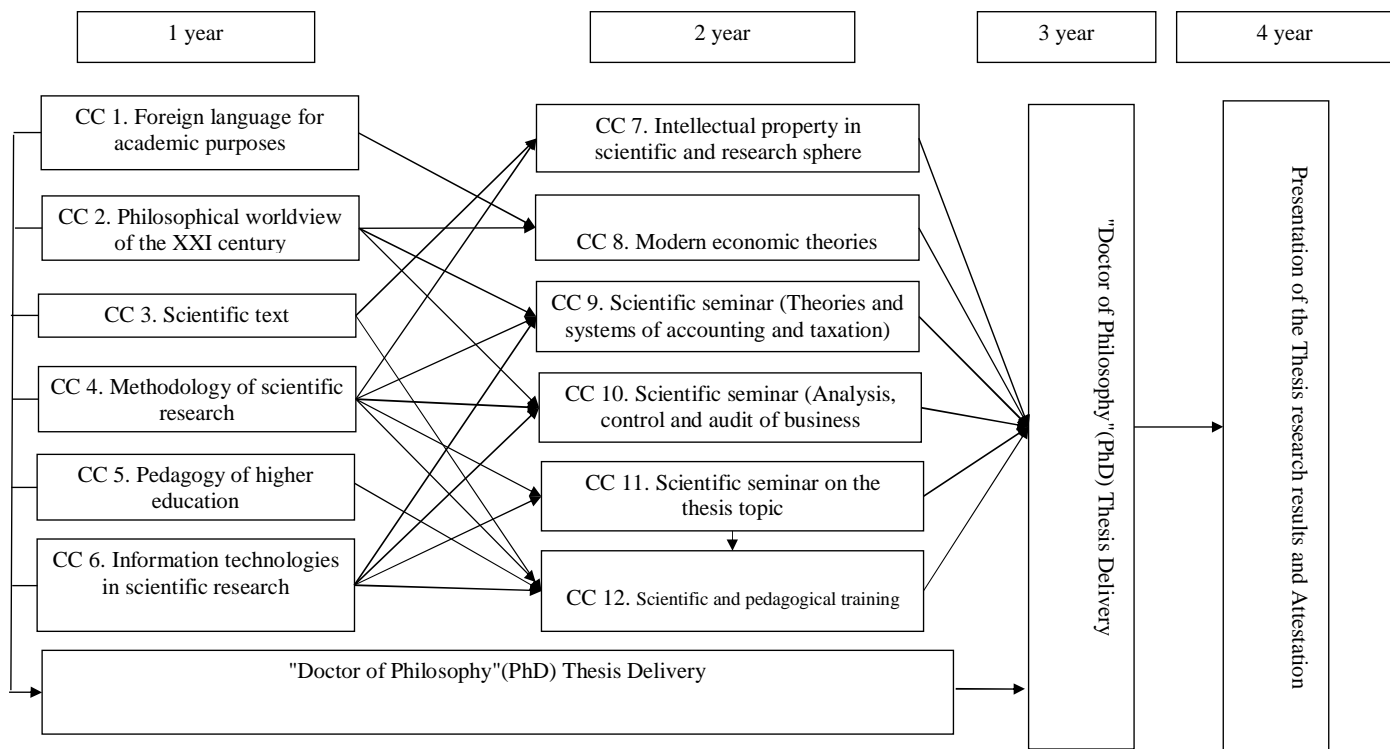 1 year
2 year
3 year
4 year
CC 1. Foreign language for
academic purposes
CC 2. Philosophical worldview
of the XXI century
CC 3. Scientific text
CC 4. Methodology of scientific
research
CC 5. Pedagogy of higher
education
CC 6. Information technologies
in scientific research
CC 7. Intellectual property in
scientific and research sphere
CC 8. Modern economic theories
CC 9. Scientific seminar (Theories and
systems of accounting and taxation)
CC 10. Scientific seminar (Analysis,
control and audit of business
CC 11. Scientific seminar on the
thesis topic
CC 12. Scientific and pedagogical training
"Doctor of Philosophy"(PhD) Thesis Delivery
"Doctor of Philosophy"(PhD) Thesis Delivery
Presentation of the Thesis research results and Attestation